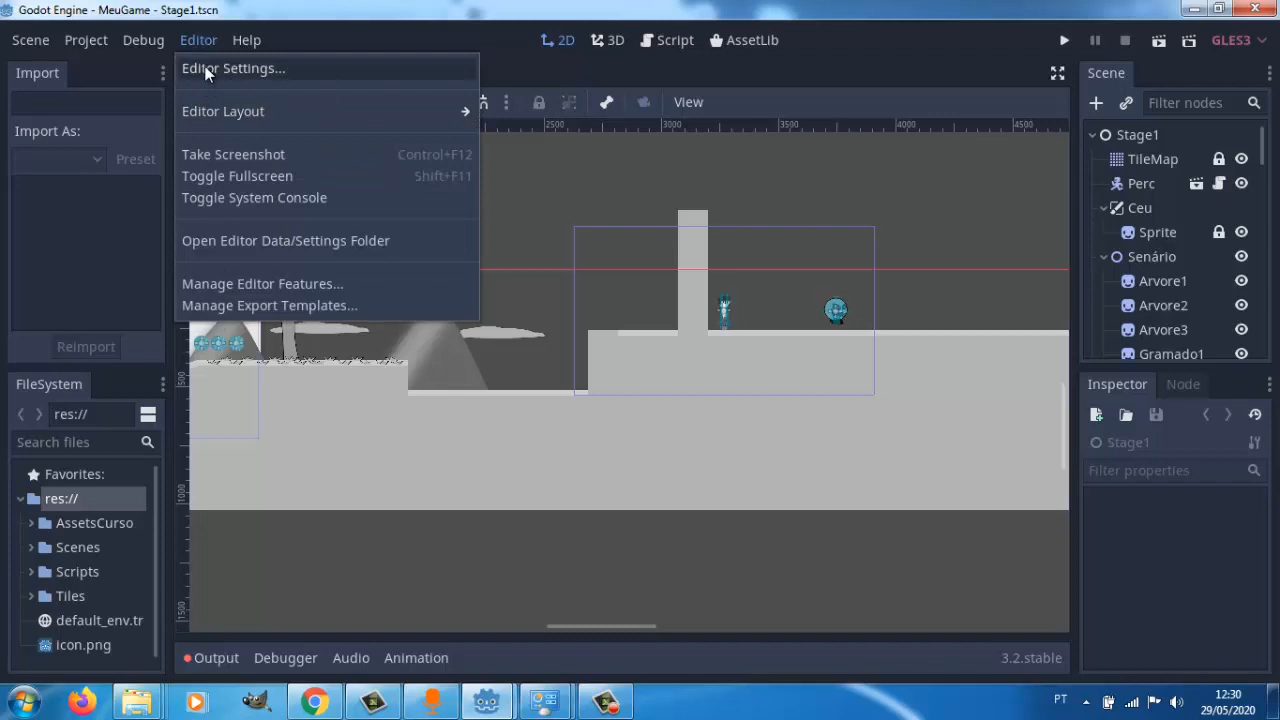 Godot Engine - MeuGame - Stage1.tscn
Scene Project Debug Editor Help 2D 3D Script AssetLib GLES3
Import
Import As:
Preset
Reimport
Editor Settings...
Editor Layout
Take Screenshot Control+F12
Toggle Fullscreen Shift+F11
Toggle System Console
Open Editor Data/Settings Folder
Manage Editor Features...
Manage Export Templates...
View
2500 3000 3500 4000 4500
500
1000
1500
FileSystem
res://
Search files
Favorites:
res://
AssetsCurso
Scenes
Scripts
Tiles
default_env.tr
icon.png
Output Debugger Audio Animation 3.2.stable
Scene
Filter nodes
Stage1
TileMap
Perc
Ceu
Sprite
Senário
Arvore1
Arvore2
Arvore3
Gramado1
Inspector Node
Stage1
Filter properties
PT
12:30
29/05/2020